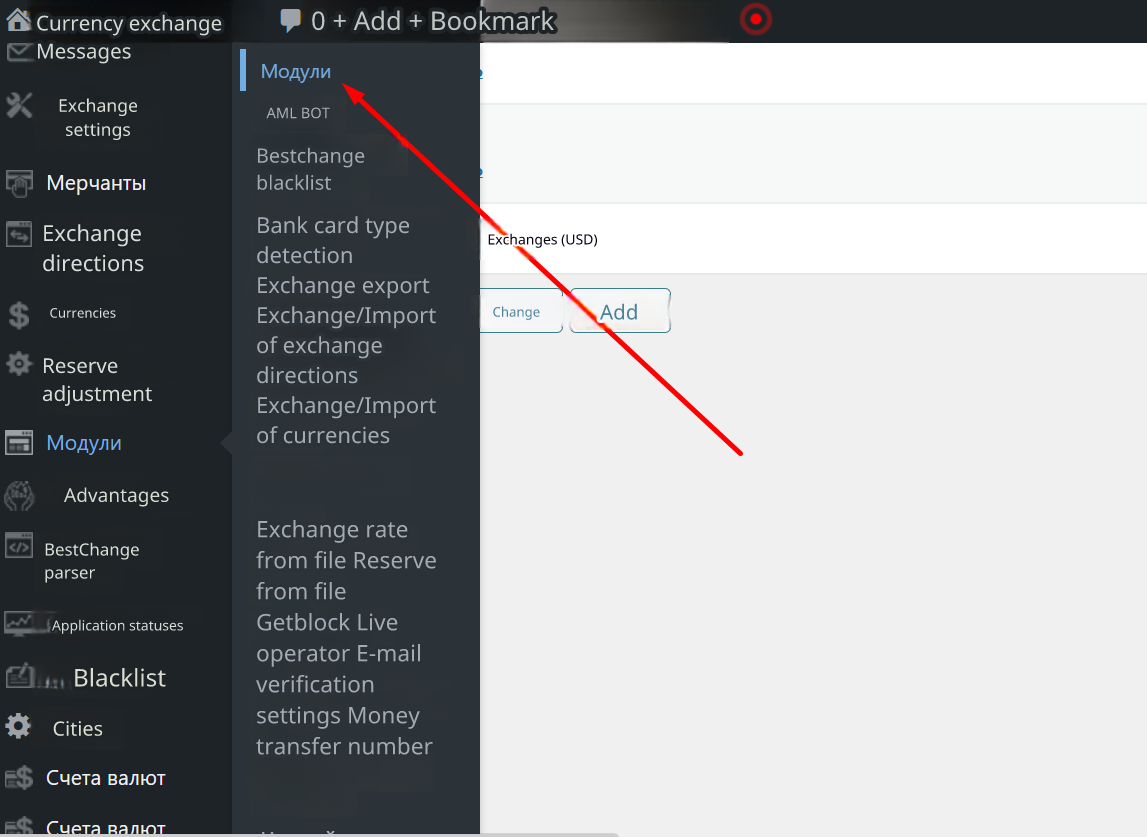 Currency exchange
0 + Add + Bookmark
Messages
Exchange
settings
Мерчанты
Exchange
directions
Currencies
Reserve
adjustment
Модули
Advantages
BestChange
parser
Application statuses
Blacklist
Cities
Счета валют
Счета валют
Модули
AML BOT
Bestchange
blacklist
Bank card type
detection
Exchange export
Exchange/Import
of exchange
directions
Exchange/Import
of currencies
Exchange rate
from file Reserve
from file
Getblock Live
operator E-mail
verification
settings Money
transfer number
Exchanges (USD)
Change
Add